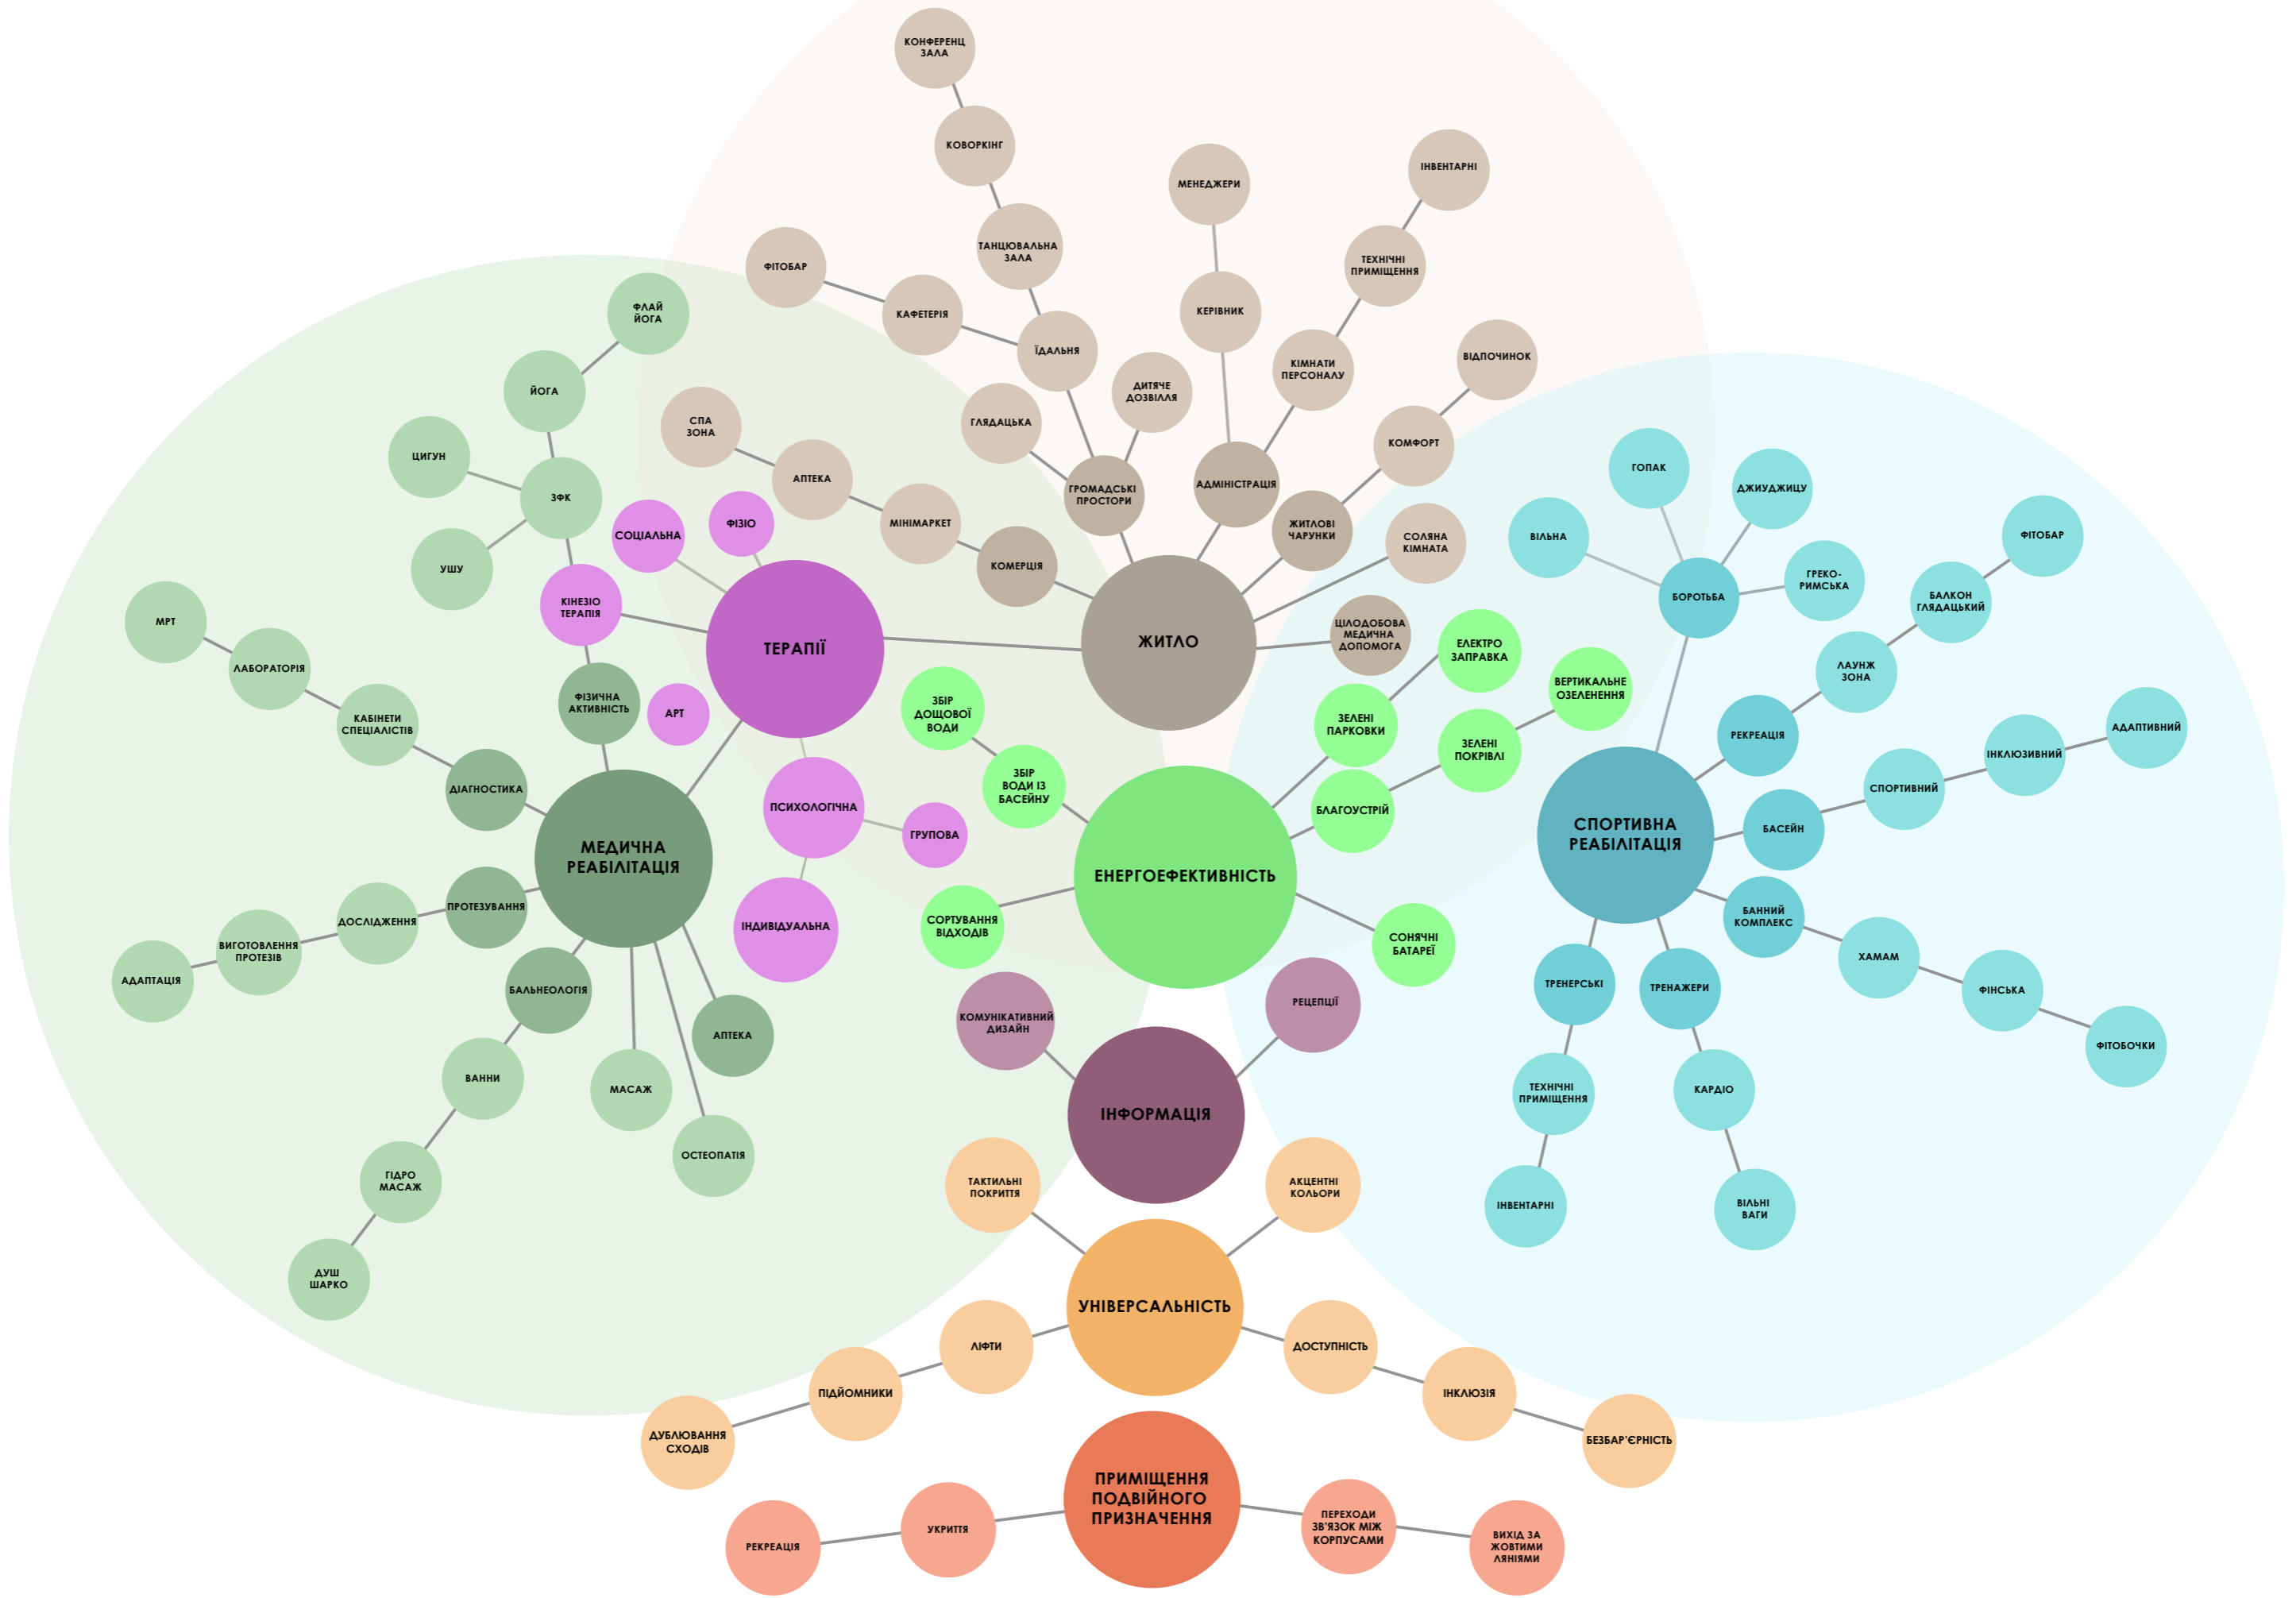 КОНФЕРЕНЦ
ЗАЛА
КОВОРКІНГ
ТАНЦЮВАЛЬНА
ЗАЛА
ФІТОБАР
КАФЕТЕРІЯ
ЇДАЛЬНЯ
ГЛЯДАЦЬКА
ДИТЯЧЕ
ДОЗВІЛЛЯ
ГРОМАДСЬКІ
ПРОСТОРИ
МЕНЕДЖЕРИ
КЕРІВНИК
АДМІНІСТРАЦІЯ
ІНВЕНТАРНІ
ТЕХНІЧНІ
ПРИМІЩЕННЯ
КІМНАТИ
ПЕРСОНАЛУ
ВІДПОЧИНОК
КОМФОРТ
ЖИТЛОВІ
ЧАРУНКИ
СОЛЯНА
КІМНАТА
ЦІЛОДОБОВА
МЕДИЧНА
ДОПОМОГА
СПА
ЗОНА
АПТЕКА
МІНІМАРКЕТ
КОМЕРЦІЯ
ЖИТЛО
ФЛАЙ
ЙОГА
ЙОГА
ЦИГУН
ЗФК
УШУ
СОЦІАЛЬНА
ФІЗІО
КІНЕЗІО
ТЕРАПІЯ
ТЕРАПІЇ
АРТ
ПСИХОЛОГІЧНА
ГРУПОВА
ІНДИВІДУАЛЬНА
МРТ
ЛАБОРАТОРІЯ
КАБІНЕТИ
СПЕЦІАЛІСТІВ
ДІАГНОСТИКА
ФІЗИЧНА
АКТИВНІСТЬ
МЕДИЧНА
РЕАБІЛІТАЦІЯ
ПРОТЕЗУВАННЯ
ДОСЛІДЖЕННЯ
ВИГОТОВЛЕННЯ
ПРОТЕЗІВ
АДАПТАЦІЯ
БАЛЬНЕОЛОГІЯ
ВАННИ
ГІДРО
МАСАЖ
ДУШ
ШАРКО
МАСАЖ
ОСТЕОПАТІЯ
АПТЕКА
ЗБІР
ДОЩОВОЇ
ВОДИ
ЗБІР
ВОДИ ІЗ
БАСЕЙНУ
ЕЛЕКТРО
ЗАПРАВКА
ЗЕЛЕНІ
ПАРКОВКИ
ВЕРТИКАЛЬНЕ
ОЗЕЛЕНЕННЯ
ЗЕЛЕНІ
ПОКРІВЛІ
БЛАГОУСТРІЙ
ЕНЕРГОЕФЕКТИВНІСТЬ
СОРТУВАННЯ
ВІДХОДІВ
СОНЯЧНІ
БАТАРЕЇ
ГОПАК
ДЖИУДЖИЦУ
ВІЛЬНА
ГРЕКО-
РИМСЬКА
БОРОТЬБА
ФІТОБАР
БАЛКОН
ГЛЯДАЦЬКИЙ
ЛАУНЖ
ЗОНА
РЕКРЕАЦІЯ
АДАПТИВНИЙ
ІНКЛЮЗИВНИЙ
СПОРТИВНИЙ
БАСЕЙН
СПОРТИВНА
РЕАБІЛІТАЦІЯ
БАННИЙ
КОМПЛЕКС
ХАМАМ
ФІНСЬКА
ФІТОБОЧКИ
ТРЕНЕРСЬКІ
ТРЕНАЖЕРИ
ТЕХНІЧНІ
ПРИМІЩЕННЯ
КАРДІО
ІНВЕНТАРНІ
ВІЛЬНІ
ВАГИ
КОМУНІКАТИВНИЙ
ДИЗАЙН
РЕЦЕПЦІЇ
ІНФОРМАЦІЯ
ТАКТИЛЬНІ
ПОКРИТТЯ
АКЦЕНТНІ
КОЛЬОРИ
УНІВЕРСАЛЬНІСТЬ
ЛІФТИ
ПІДЙОМНИКИ
ДУБЛЮВАННЯ
СХОДІВ
ДОСТУПНІСТЬ
ІНКЛЮЗІЯ
БЕЗБАР'ЄРНІСТЬ
ПРИМІЩЕННЯ
ПОДВІЙНОГО
ПРИЗНАЧЕННЯ
УКРИТТЯ
РЕКРЕАЦІЯ
ПЕРЕХОДИ
ЗВ'ЯЗОК МІЖ
КОРПУСАМИ
ВИХІД ЗА
ЖОВТИМИ
ЛЯНІЯМИ